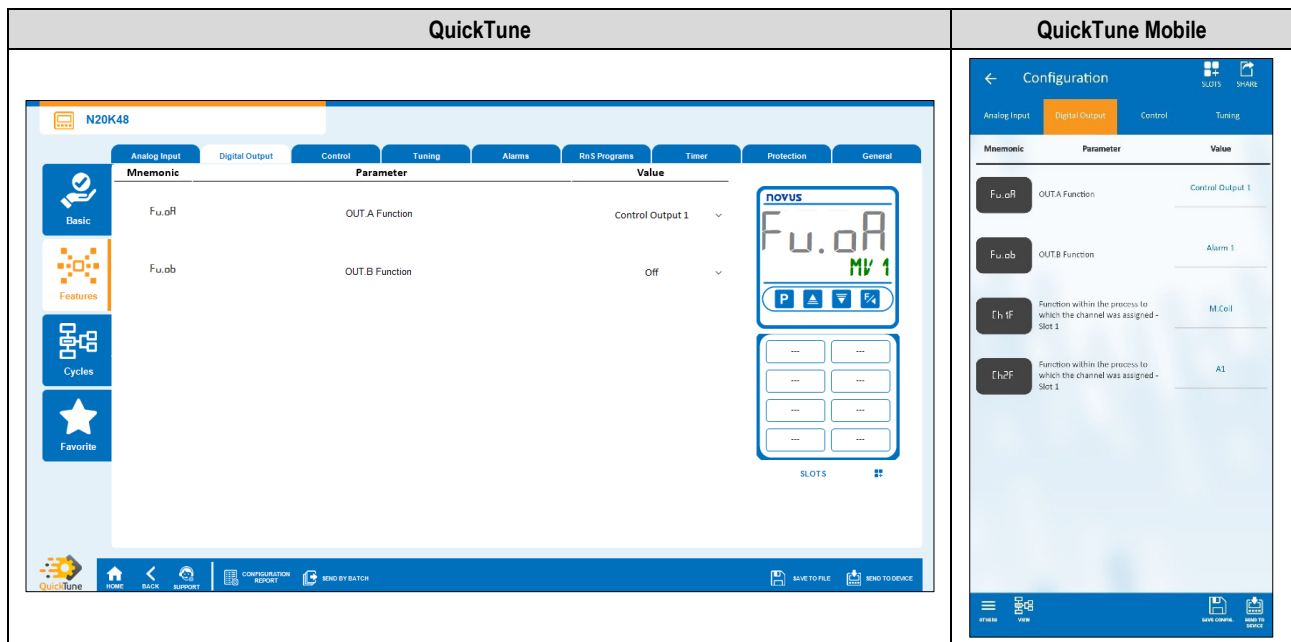 QuickTune
QuickTune Mobile
N20K48
Analog Input Digital Output Control Tuning Alarms RnS Programs Timer Protection General
Mnemonic Parameter Value
Basic
Features
Cycles
Favorite
Fu.oA OUT.A Function Control Output 1
Fu.ob OUT.B Function Off
novus
Fu.oA
MV 1
P F/4
--- ---
--- ---
--- ---
--- ---
SLOTS
QuickTune
HOME BACK SUPPORT CONFIGURATION REPORT SEND BY BATCH SAVE TO FILE SEND TO DEVICE
Configuration
SLOTS SHARE
Analog Input Digital Output Control Tuning
Mnemonic Parameter Value
Fu.oA OUT.A Function Control Output 1
Fu.ob OUT.B Function Alarm 1
Ch1F Function within the process to
which the channel was assigned -
Slot 1
M.Coil
Ch2F Function within the process to
which the channel was assigned -
Slot 1
A1
OTHERS VIEW SAVE CONFIG. SEND TO
DEVICE